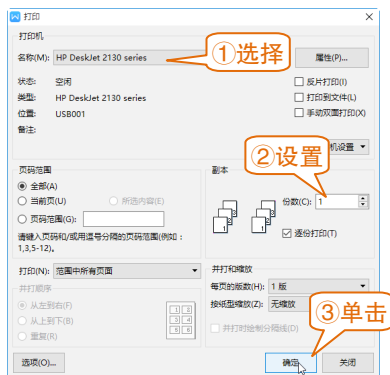 打印
打印机
名称(M): HP DeskJet 2130 series
①选择
属性(P)...
状态: 空闲
反片打印(I)
类型: HP DeskJet 2130 series
打印到文件(L)
位置: USB001
手动双面打印(X)
备注:
②设置
机设置
页码范围
副本
全部(A)
当前页(U)
所选内容(E)
份数(C): 1
页码范围(G):
请键入页码和/或用逗号分隔的页码范围(例如:
1,3,5-12)。
逐份打印(T)
打印(N): 范围中所有页面
并打和缩放
并打顺序
每页的版数(H): 1 版
从左到右(F)
按纸型缩放(Z): 无缩放
从上到下(B)
并打时绘制分隔线(D)
重复(R)
③单击
选项(O)...
确定
关闭